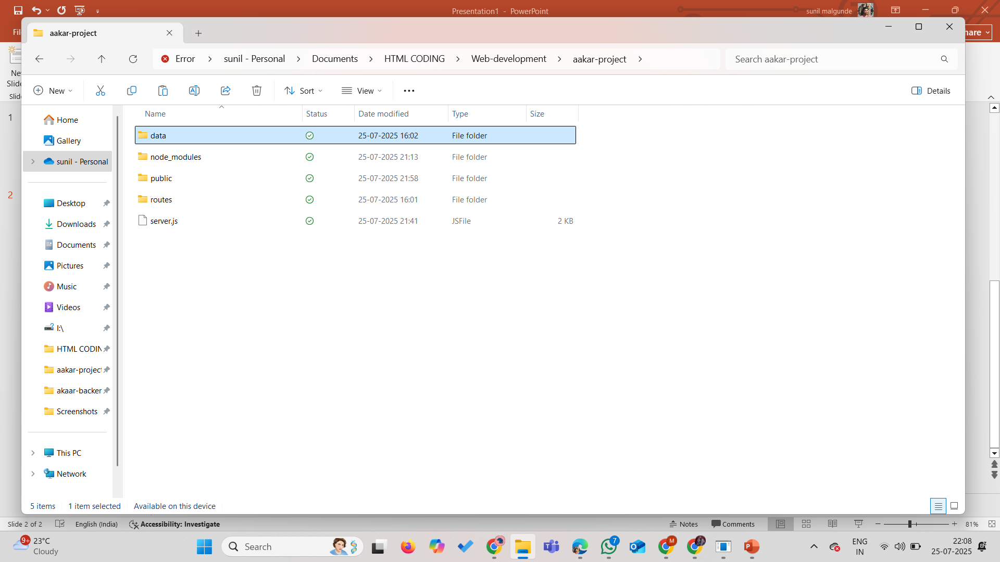 Presentation1 - PowerPoint
sunil malgunde
Fil
hare
aakar-project
Error > sunil - Personal > Documents > HTML CODING > Web-development > aakar-project >
Search aakar-project
Ne
Slide
Slid
New
Sort
View
Details
1
2
Home
Gallery
sunil - Personal
Desktop
Downloads
Documents
Pictures
Music
Videos
I:\
HTML CODIN
aakar-project
akaar-backer
Screenshots
This PC
Network
Name Status Date modified Type Size
data 25-07-2025 16:02 File folder
node_modules 25-07-2025 21:13 File folder
public 25-07-2025 21:58 File folder
routes 25-07-2025 16:01 File folder
server.js 25-07-2025 21:41 JSFile 2 KB
5 items 1 item selected Available on this device
Slide 2 of 2 English (India) Accessibility: Investigate Notes Comments 81%
9+
23°C
Cloudy
Search
7
M
ENG
IN
22:08
25-07-2025